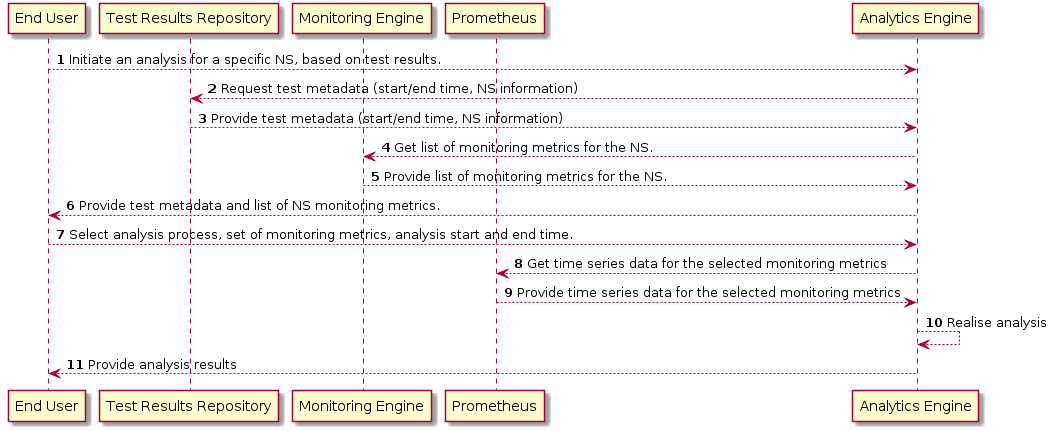 End User
Test Results Repository
Monitoring Engine
Prometheus
Analytics Engine
1 Initiate an analysis for a specific NS, based on test results.
2 Request test metadata (start/end time, NS information)
3 Provide test metadata (start/end time, NS information)
4 Get list of monitoring metrics for the NS.
5 Provide list of monitoring metrics for the NS.
6 Provide test metadata and list of NS monitoring metrics.
7 Select analysis process, set of monitoring metrics, analysis start and end time.
8 Get time series data for the selected monitoring metrics
9 Provide time series data for the selected monitoring metrics
10 Realise analysis
11 Provide analysis results
End User
Test Results Repository
Monitoring Engine
Prometheus
Analytics Engine